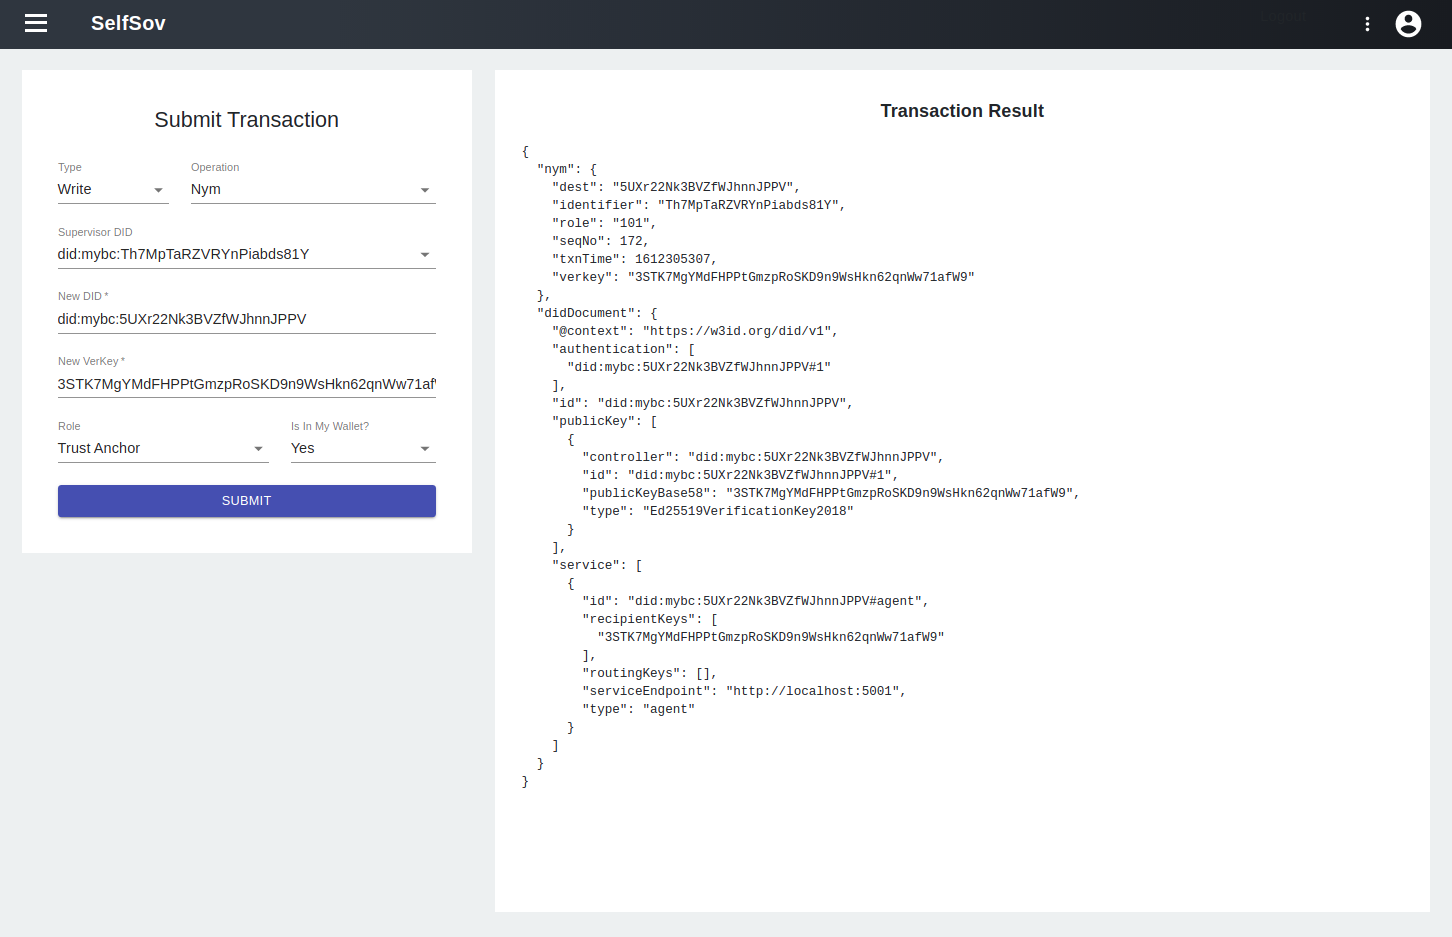 SelfSov
Logout
Submit Transaction
Type
Operation
Write
Nym
Supervisor DID
did:mybc:Th7MpTaRZVRYnPiabds81Y
New DID *
did:mybc:5UXr22Nk3BVZfWJhnnJPPV
New VerKey *
3STK7MgYMdFHPPtGmzpRoSKD9n9WsHkn62qnWw71af
Role
Is In My Wallet?
Trust Anchor
Yes
SUBMIT
Transaction Result
{
"nym": {
"dest": "5UXr22Nk3BVZfWJhnnJPPV",
"identifier": "Th7MpTaRZVRYnPiabds81Y",
"role": "101",
"seqNo": 172,
"txnTime": 1612305307,
"verkey": "3STK7MgYMdFHPPtGmzpRoSKD9n9WsHkn62qnWw71afW9"
},
"didDocument": {
"@context": "https://w3id.org/did/v1",
"authentication": [
"did:mybc:5UXr22Nk3BVZfWJhnnJPPV#1"
],
"id": "did:mybc:5UXr22Nk3BVZfWJhnnJPPV",
"publicKey": [
{
"controller": "did:mybc:5UXr22Nk3BVZfWJhnnJPPV",
"id": "did:mybc:5UXr22Nk3BVZfWJhnnJPPV#1",
"publicKeyBase58": "3STK7MgYMdFHPPtGmzpRoSKD9n9WsHkn62qnWw71afW9",
"type": "Ed25519VerificationKey2018"
}
],
"service": [
{
"id": "did:mybc:5UXr22Nk3BVZfWJhnnJPPV#agent",
"recipientKeys": [
"3STK7MgYMdFHPPtGmzpRoSKD9n9WsHkn62qnWw71afW9"
],
"routingKeys": [],
"serviceEndpoint": "http://localhost:5001",
"type": "agent"
}
]
}
}